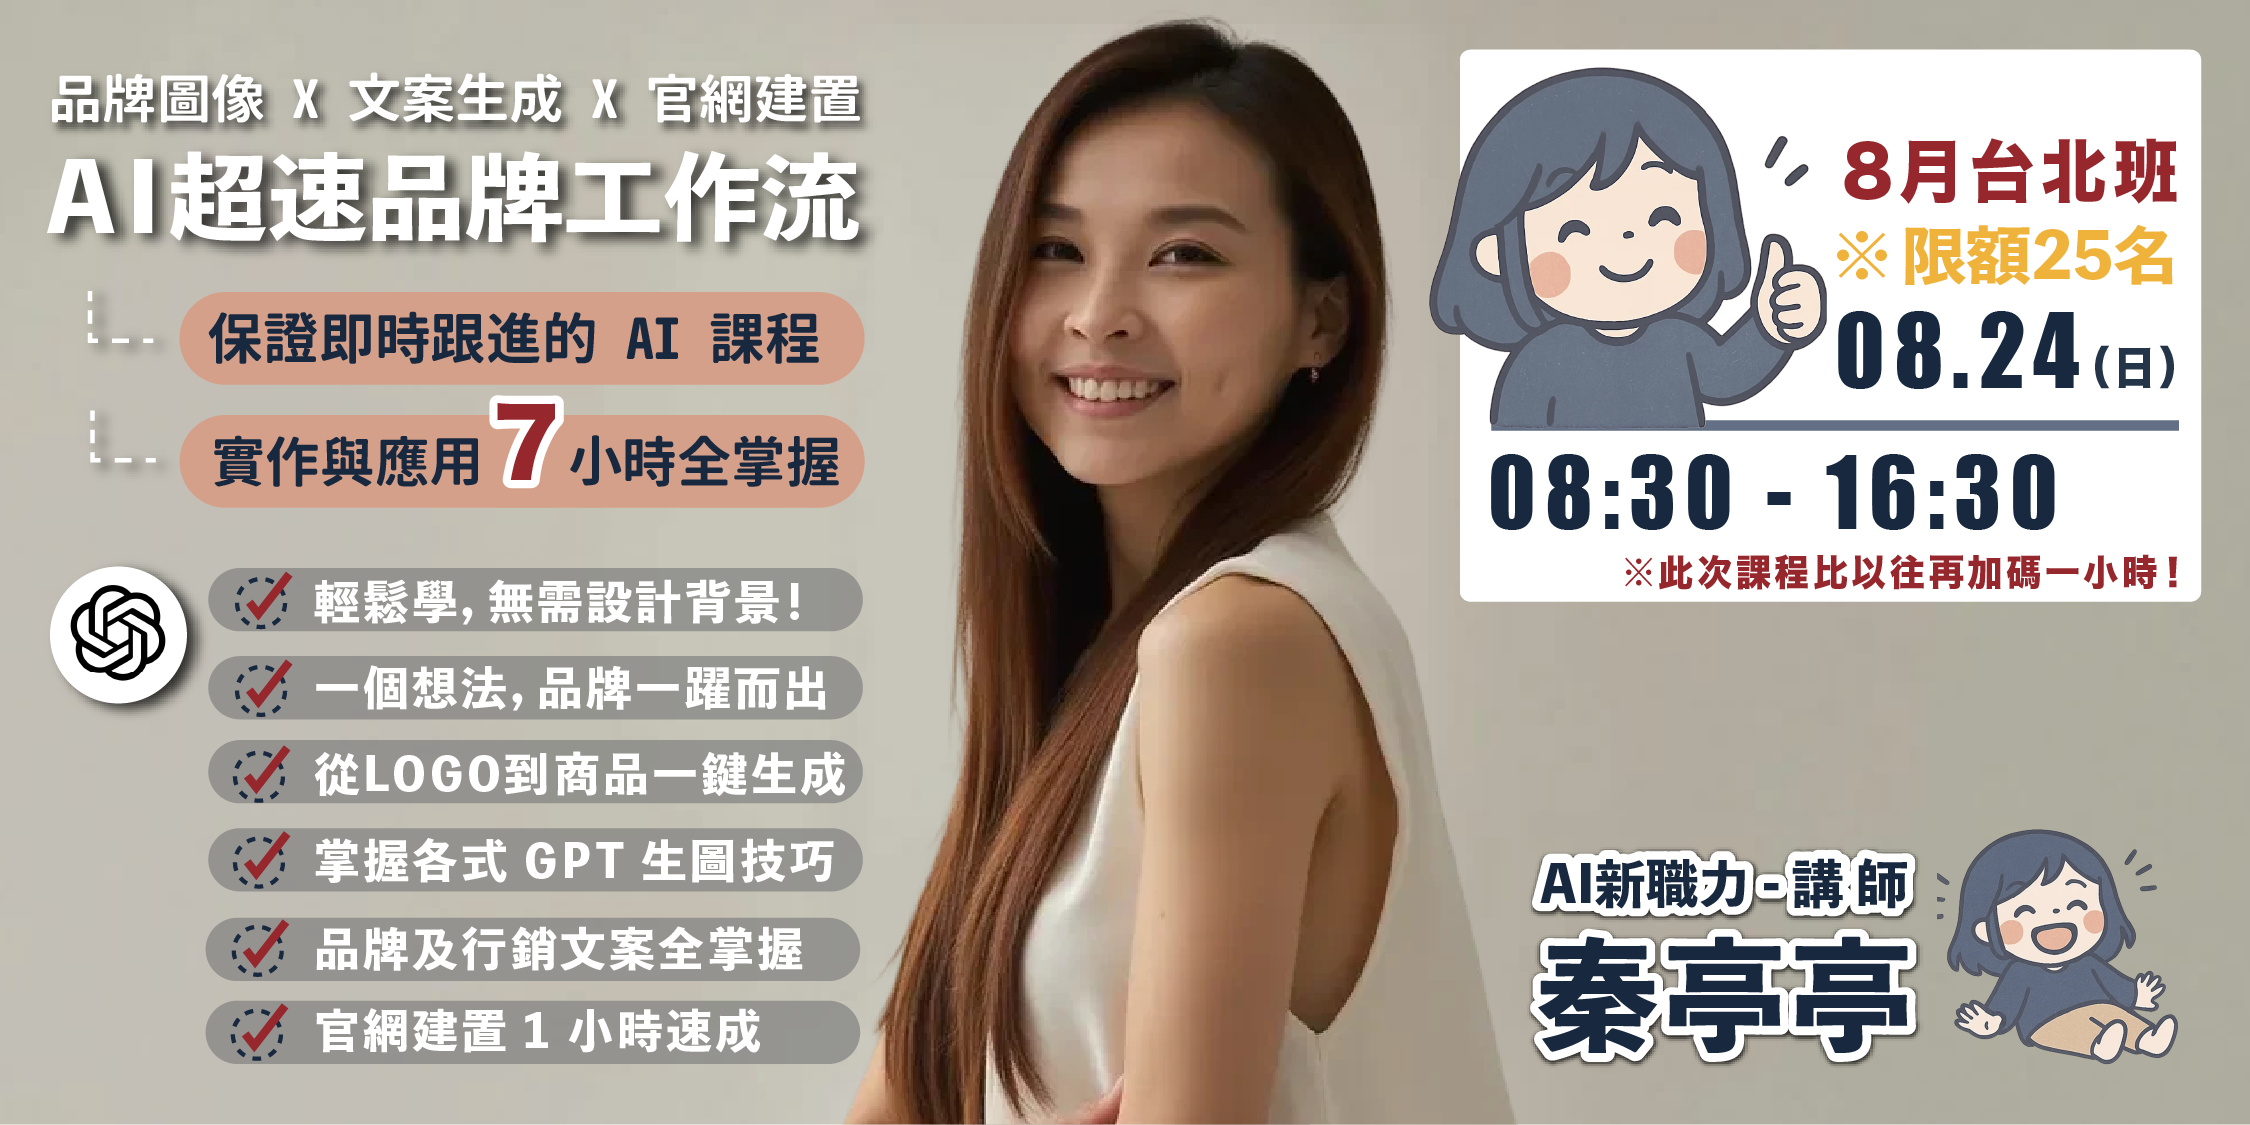 品牌圖像 X 文案生成 X 官網建置
AI超速品牌工作流
保證即時跟進的 AI 課程
實作與應用7小時全掌握
輕鬆學,無需設計背景!
一個想法,品牌一躍而出
從LOGO到商品一鍵生成
掌握各式 GPT 生圖技巧
品牌及行銷文案全掌握
官網建置 1 小時速成
8月台北班
※限額25名
08.24(日)
08:30 - 16:30
※此次課程比以往再加碼一小時!
AI新職力-講師
秦亭亭